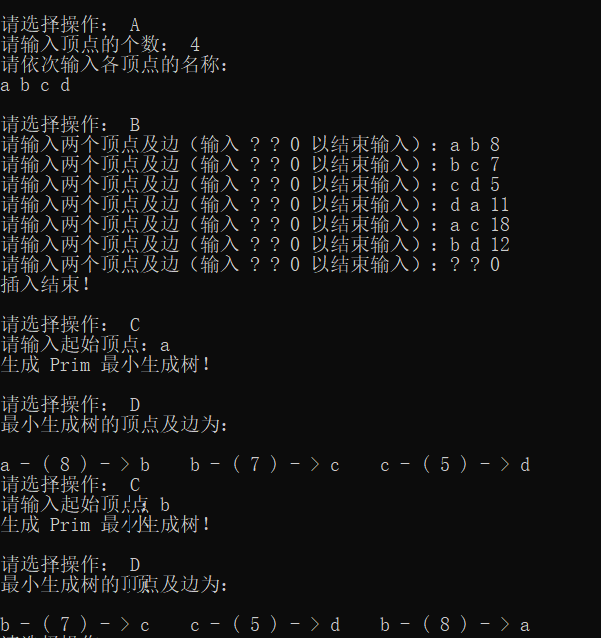 请选择操作： A
请输入顶点的个数： 4
请依次输入各顶点的名称：
a b c d
请选择操作： B
请输入两个顶点及边（输入 ? ? 0 以结束输入）：a b 8
请输入两个顶点及边（输入 ? ? 0 以结束输入）：b c 7
请输入两个顶点及边（输入 ? ? 0 以结束输入）：c d 5
请输入两个顶点及边（输入 ? ? 0 以结束输入）：d a 11
请输入两个顶点及边（输入 ? ? 0 以结束输入）：a c 18
请输入两个顶点及边（输入 ? ? 0 以结束输入）：b d 12
请输入两个顶点及边（输入 ? ? 0 以结束输入）：? ? 0
插入结束!
请选择操作： C
请输入起始顶点：a
生成 Prim 最小生成树!
请选择操作： D
最小生成树的顶点及边为：
a - ( 8 ) - > b b - ( 7 ) - > c c - ( 5 ) - > d
请选择操作： C
请输入起始顶点 b
生成 Prim 最小生成树!
请选择操作： D
最小生成树的顶点及边为：
b - ( 7 ) - > c c - ( 5 ) - > d b - ( 8 ) - > a